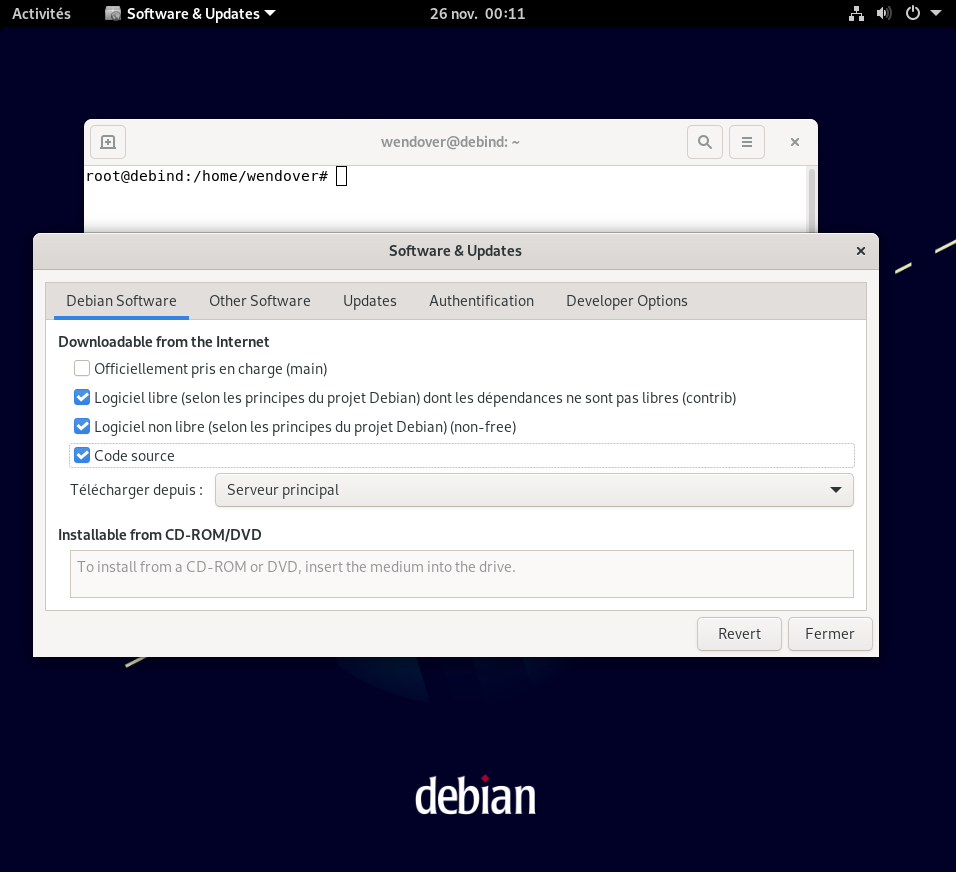 Activités Software & Updates 26 nov. 00:11
wendover@debind: ~
root@debind:/home/wendover#
Software & Updates
Debian Software Other Software Updates Authentification Developer Options
Downloadable from the Internet
Officiellement pris en charge (main)
Logiciel libre (selon les principes du projet Debian) dont les dépendances ne sont pas libres (contrib)
Logiciel non libre (selon les principes du projet Debian) (non-free)
Code source
Télécharger depuis : Serveur principal
Installable from CD-ROM/DVD
To install from a CD-ROM or DVD, insert the medium into the drive.
Revert Fermer
debian